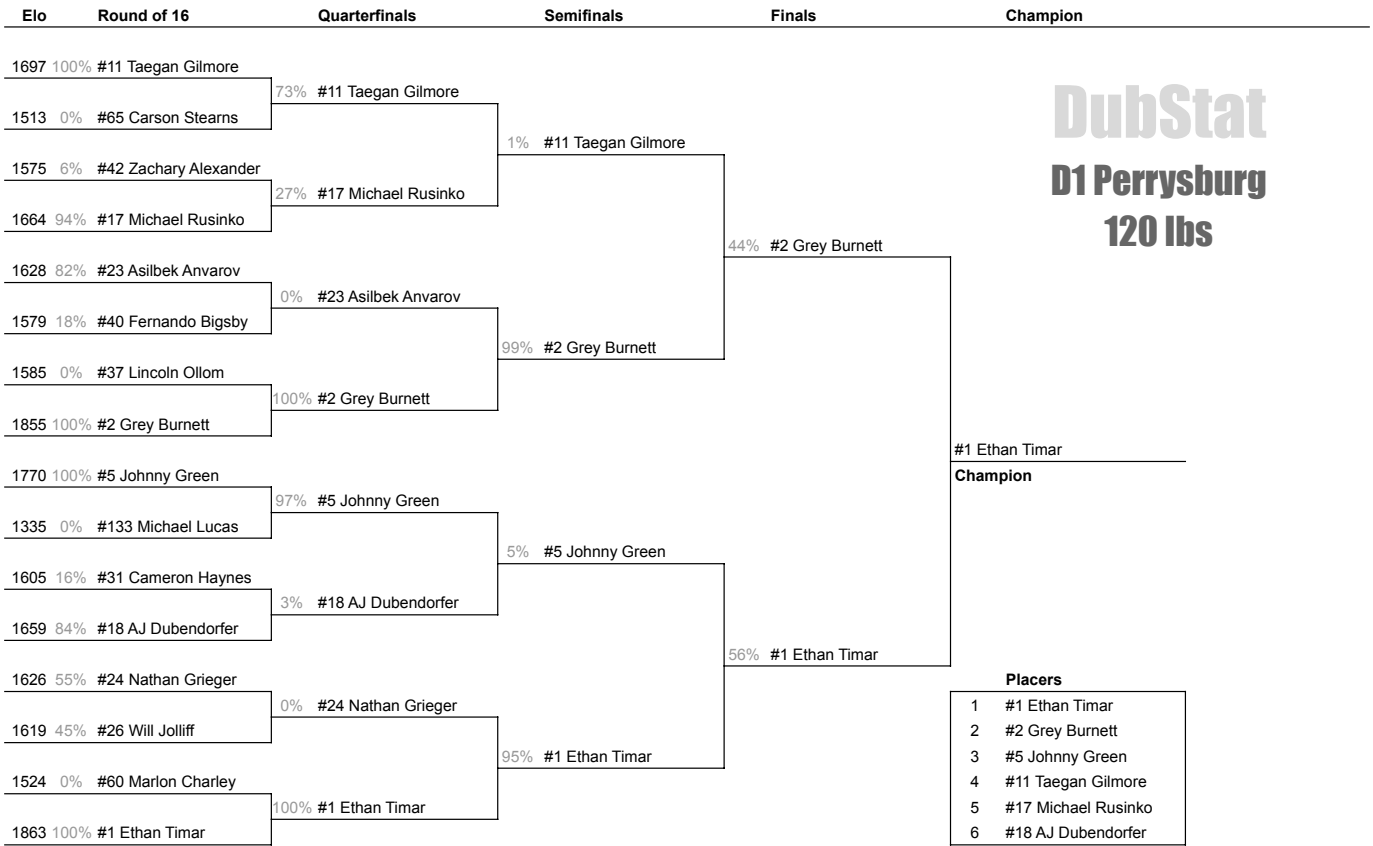 Elo Round of 16 Quarterfinals Semifinals Finals Champion
1697 100% #11 Taegan Gilmore
73% #11 Taegan Gilmore
DubStat
1513 0% #65 Carson Stearns
1% #11 Taegan Gilmore
1575 6% #42 Zachary Alexander
D1 Perrysburg
27% #17 Michael Rusinko
1664 94% #17 Michael Rusinko
120 lbs
44% #2 Grey Burnett
1628 82% #23 Asilbek Anvarov
0% #23 Asilbek Anvarov
1579 18% #40 Fernando Bigsby
99% #2 Grey Burnett
1585 0% #37 Lincoln Ollom
100% #2 Grey Burnett
1855 100% #2 Grey Burnett
#1 Ethan Timar
1770 100% #5 Johnny Green
Champion
97% #5 Johnny Green
1335 0% #133 Michael Lucas
5% #5 Johnny Green
1605 16% #31 Cameron Haynes
3% #18 AJ Dubendorfer
1659 84% #18 AJ Dubendorfer
56% #1 Ethan Timar
1626 55% #24 Nathan Grieger
0% #24 Nathan Grieger
1619 45% #26 Will Jolliff
95% #1 Ethan Timar
1524 0% #60 Marlon Charley
100% #1 Ethan Timar
1863 100% #1 Ethan Timar
Placers
1 #1 Ethan Timar
2 #2 Grey Burnett
3 #5 Johnny Green
4 #11 Taegan Gilmore
5 #17 Michael Rusinko
6 #18 AJ Dubendorfer